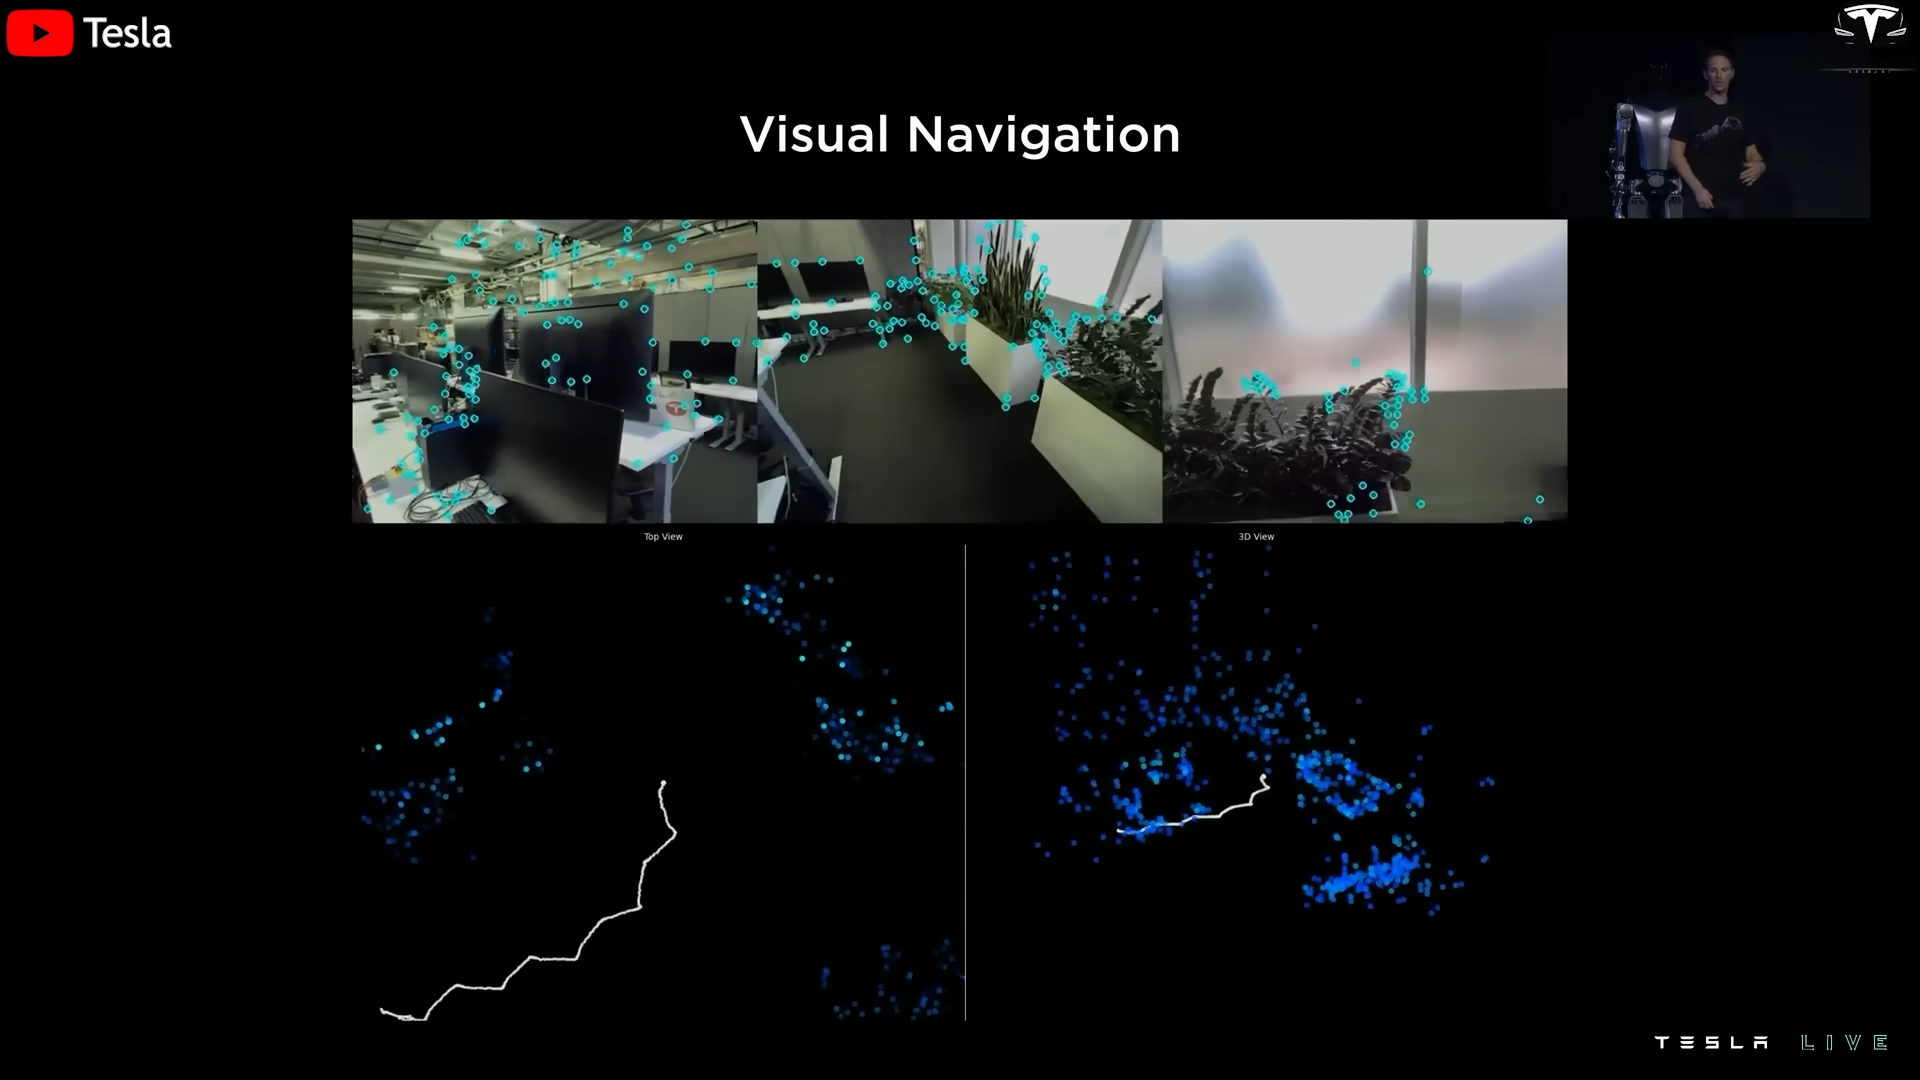 Tesla
Visual Navigation
Top View
3D View
TESLA LIVE